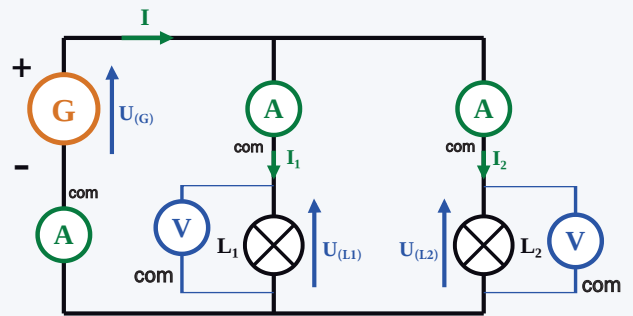 I
+
G
U(G)
A
A
com
com
I₁
I₂
-
com
A
V
L₁
U(L1)
U(L2)
L₂
V
com
com